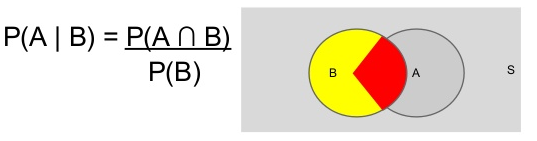 P(A | B) = P(A ∩ B)
P(B)
B
A
S